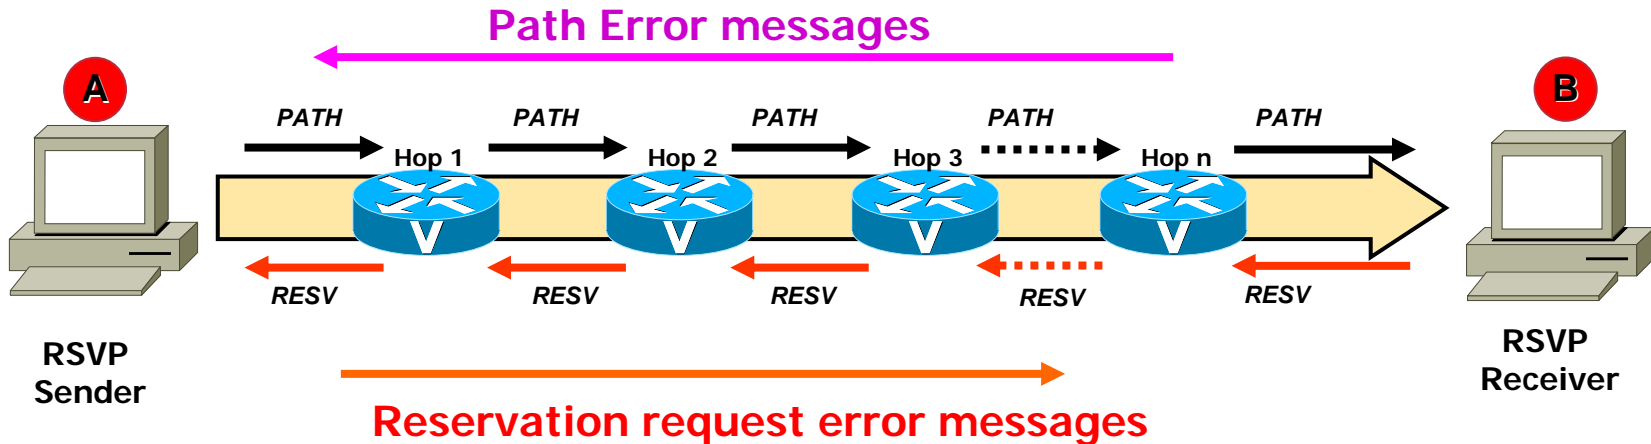 Path Error messages
A
B
PATH
PATH
PATH
PATH
PATH
Hop 1
Hop 2
Hop 3
Hop n
V
V
V
V
RESV
RESV
RESV
RESV
RESV
RSVP
Sender
RSVP
Receiver
Reservation request error messages